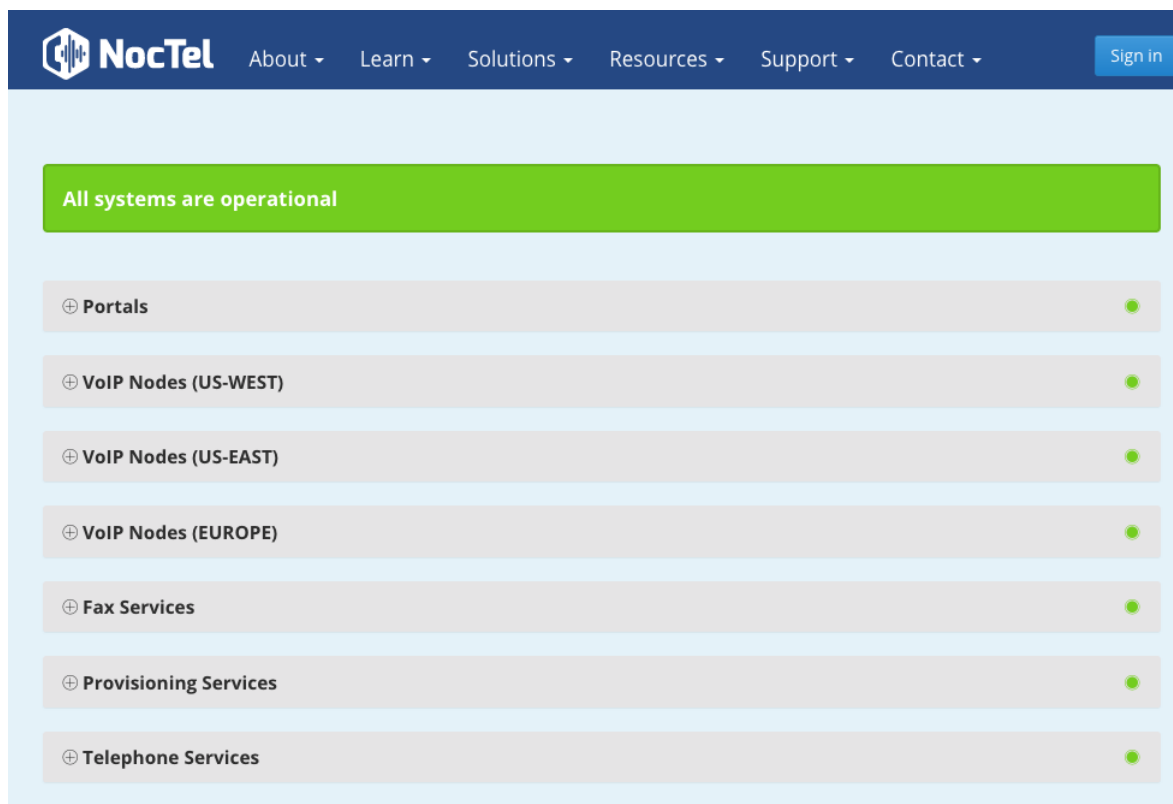 NocTel About Learn Solutions Resources Support Contact Sign in
All systems are operational
Portals
VoIP Nodes (US-WEST)
VoIP Nodes (US-EAST)
VoIP Nodes (EUROPE)
Fax Services
Provisioning Services
Telephone Services